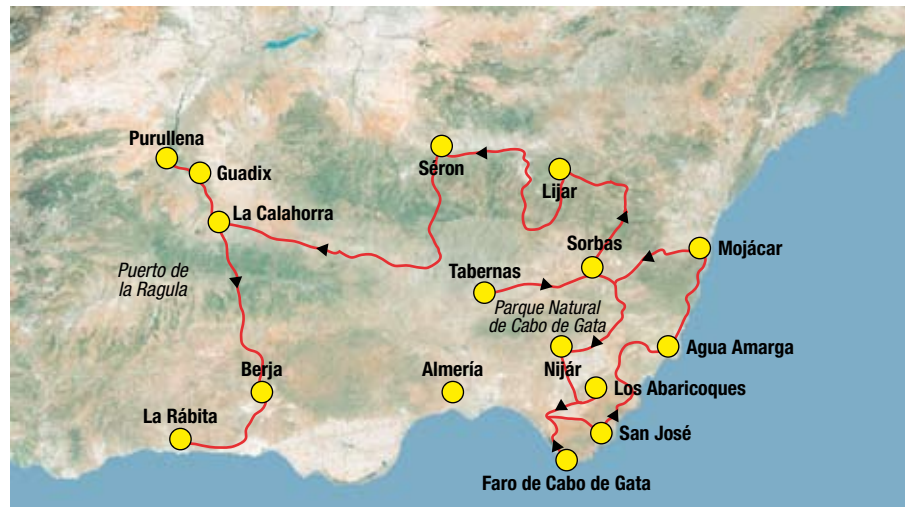 Purullena
Guadix
Séron
Lijar
La Calahorra
Sorbas
Mojácar
Puerto de
la Ragula
Tabernas
Parque Natural
de Cabo de Gata
Agua Amarga
Berja
Almería
Nijár
Los Abaricoques
La Rábita
San José
Faro de Cabo de Gata